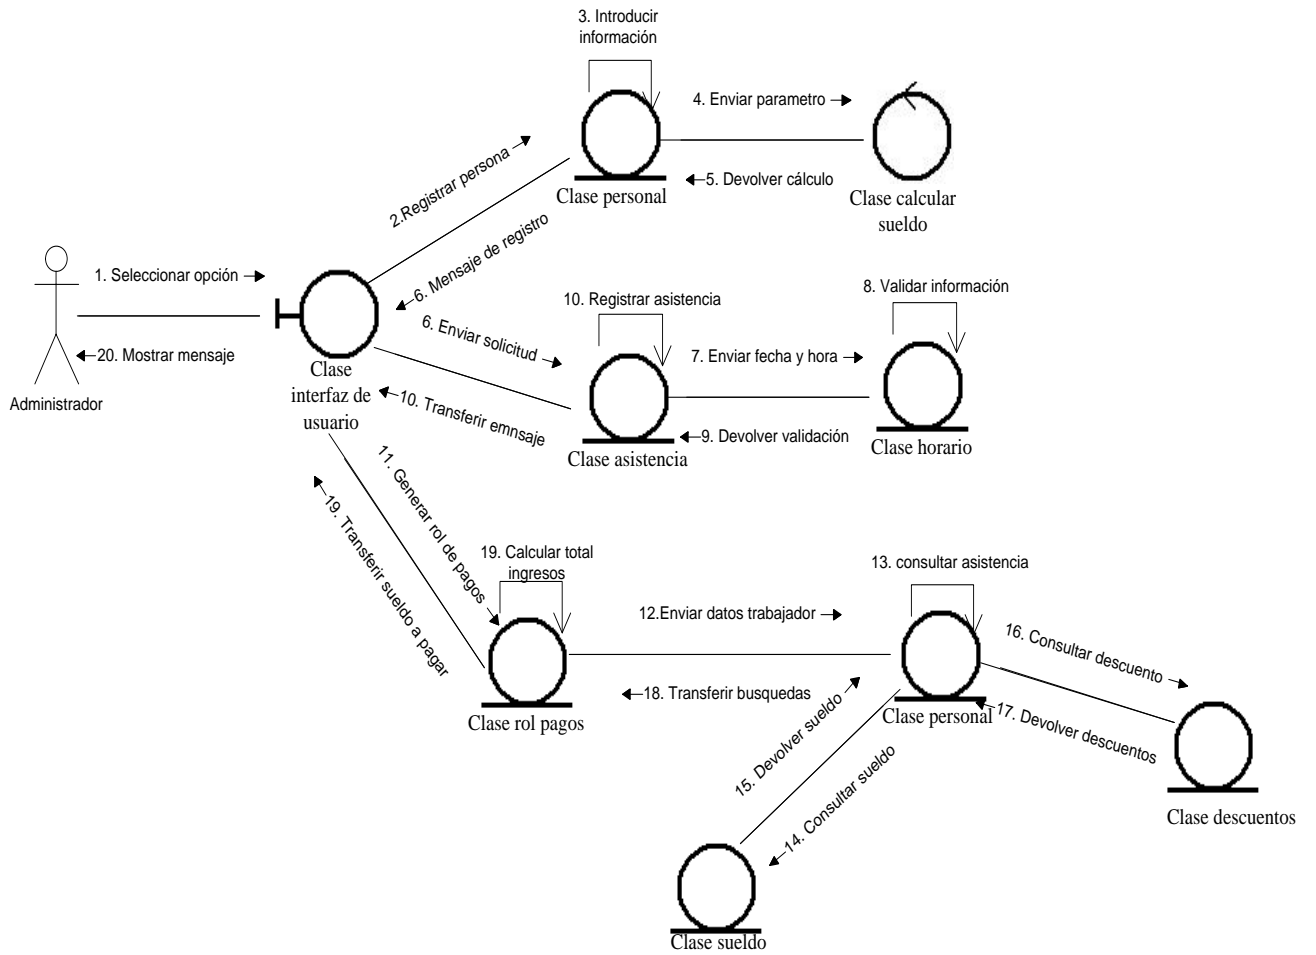 3. Introducir
información
4. Enviar parametro
2.Registrar persona
5. Devolver cálculo
Clase personal
Clase calcular
sueldo
6. Mensaje de registro
1. Seleccionar opción
20. Mostrar mensaje
Administrador
Clase
interfaz de
usuario
6. Enviar solicitud
10. Registrar asistencia
8. Validar información
7. Enviar fecha y hora
10. Transferir emnsaje
9. Devolver validación
Clase asistencia
Clase horario
11. Generar rol de pagos
19. Transferir sueldo a pagar
19. Calcular total
ingresos
13. consultar asistencia
12.Enviar datos trabajador
16. Consultar descuento
18. Transferir busquedas
Clase rol pagos
Clase personal
17. Devolver descuentos
15. Devolver sueldo
14. Consultar sueldo
Clase descuentos
Clase sueldo